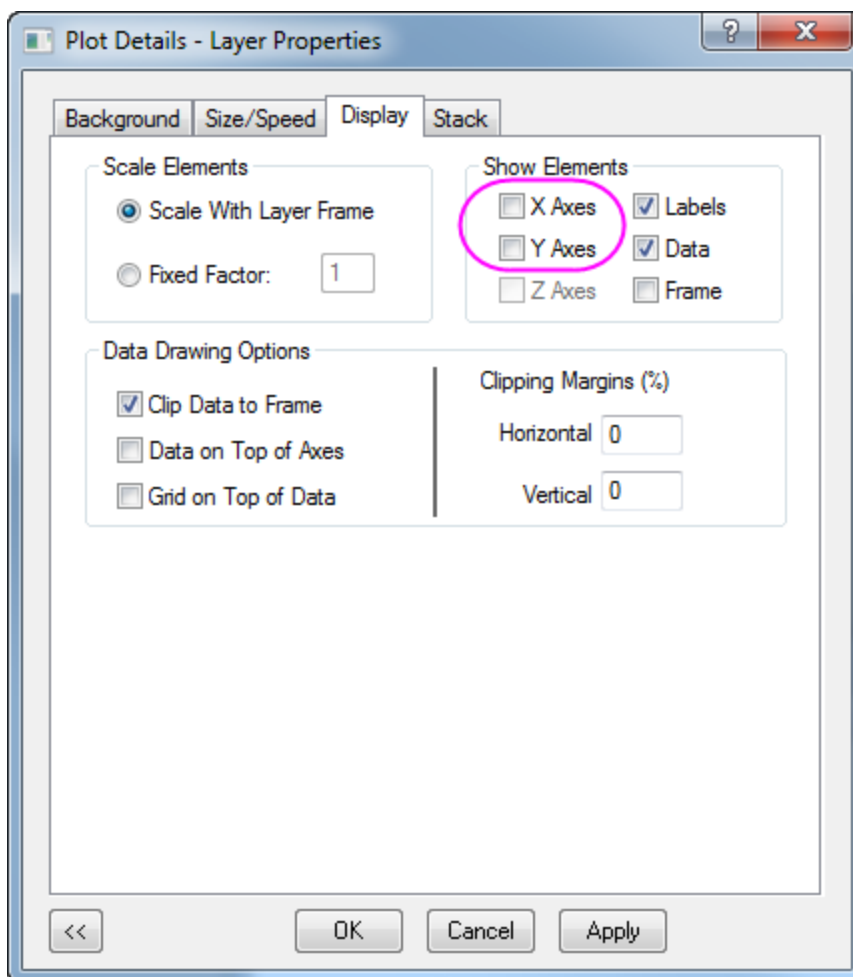 Plot Details - Layer Properties
?
X
Background Size/Speed Display Stack
Scale Elements
Scale With Layer Frame
Fixed Factor: 1
Show Elements
X Axes Labels
Y Axes Data
Z Axes Frame
Data Drawing Options
Clip Data to Frame
Data on Top of Axes
Grid on Top of Data
Clipping Margins (%)
Horizontal 0
Vertical 0
<< OK Cancel Apply